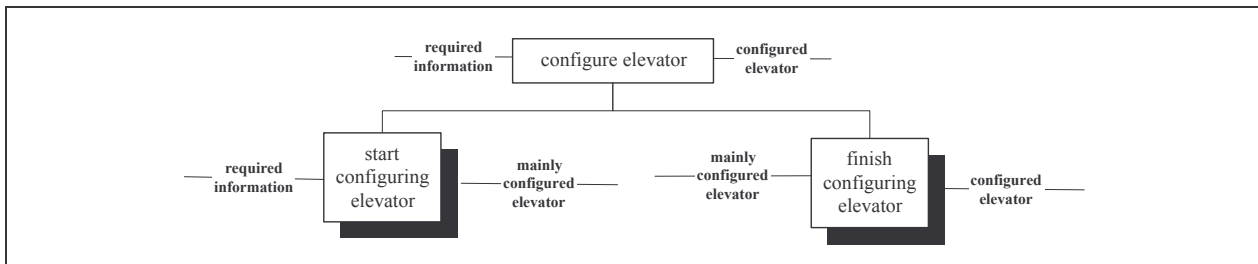 required
information
configure elevator
configured
elevator
required
information
start
configuring
elevator
mainly
configured
elevator
mainly
configured
elevator
finish
configuring
elevator
configured
elevator